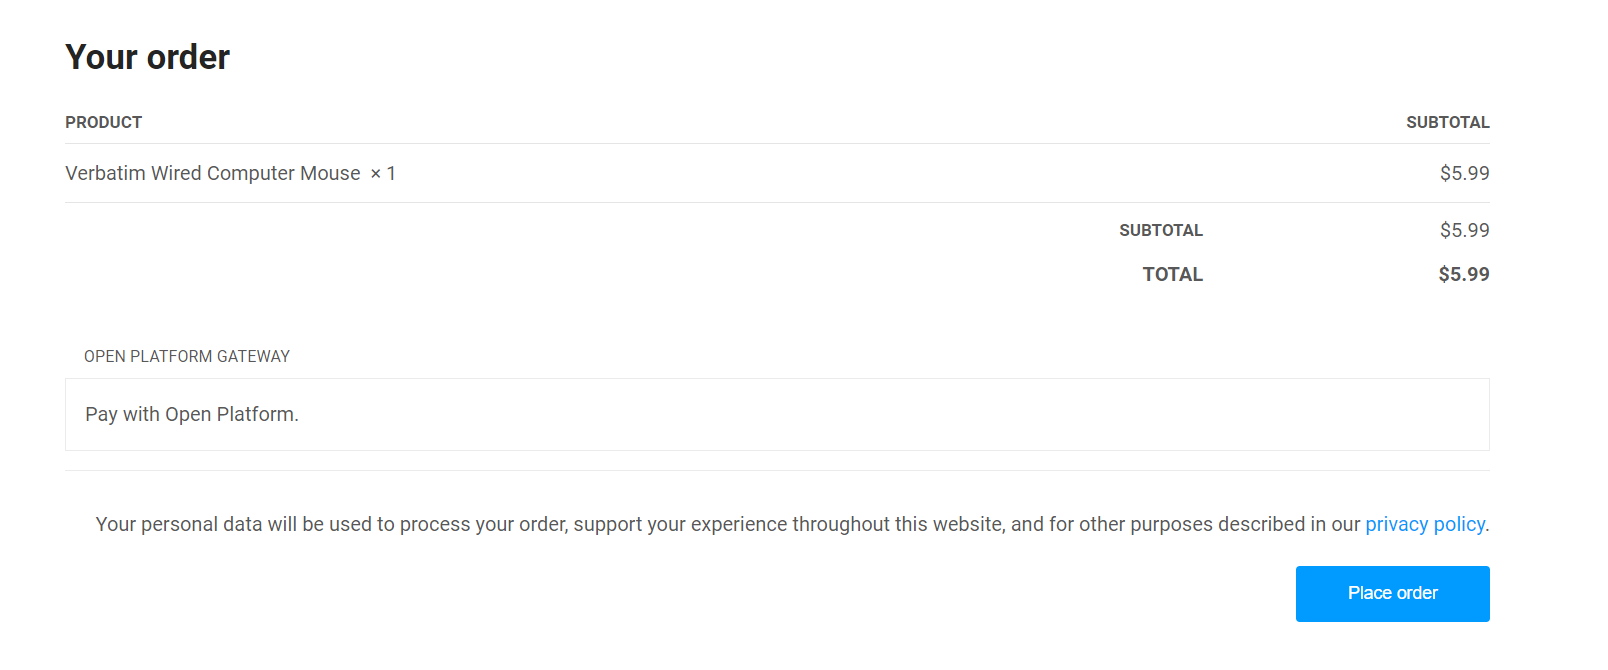 Your order
PRODUCT SUBTOTAL
Verbatim Wired Computer Mouse × 1 $5.99
SUBTOTAL $5.99
TOTAL $5.99
OPEN PLATFORM GATEWAY
Pay with Open Platform.
Your personal data will be used to process your order, support your experience throughout this website, and for other purposes described in our privacy policy.
Place order